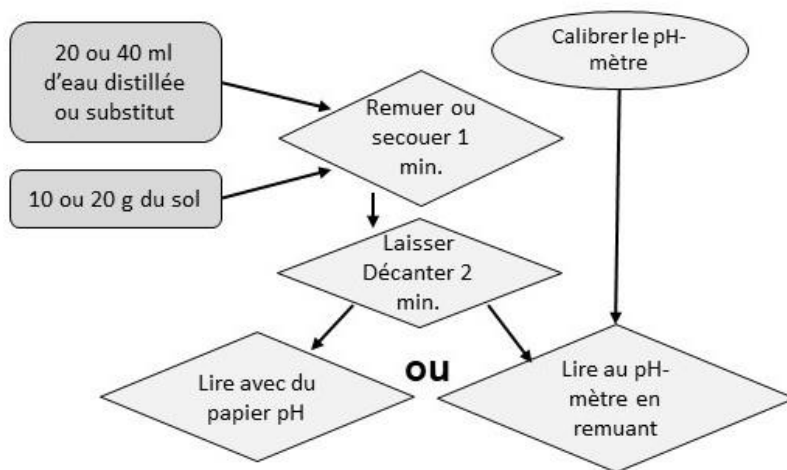 20 ou 40 ml
d'eau distillée
ou substitut
Calibrer le pH-
mètre
Remuer ou
secouer 1
min.
10 ou 20 g du sol
Laisser
Décanter 2
min.
Lire avec du
papier pH
ou
Lire au pH-
mètre en
remuant